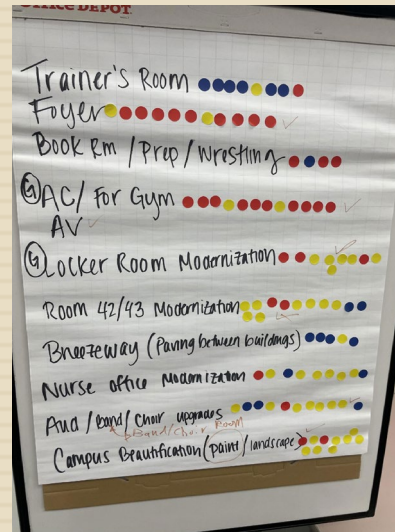 OFFICE DEPOT
Trainer's Room
Foyer
Book Rm / Prep / Wrestling
G AC/ For Gym
AV
G Locker Room Modernization
Room 42/43 Modernization
Breezeway (Paving between buildings)
Nurse office Modernization
Aud / Band / Choir upgrades
Band/Choir Room
Campus Beautification (paint / landscape)